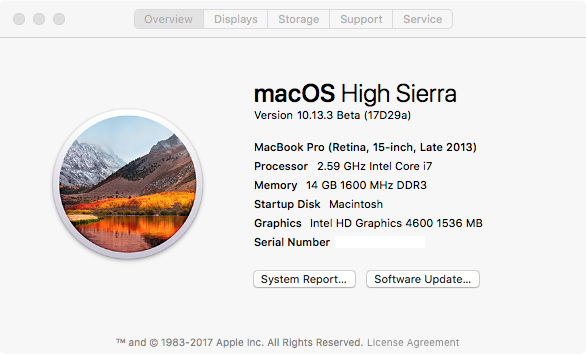 Overview Displays Storage Support Service
macOS High Sierra
Version 10.13.3 Beta (17D29a)
MacBook Pro (Retina, 15-inch, Late 2013)
Processor 2.59 GHz Intel Core i7
Memory 14 GB 1600 MHz DDR3
Startup Disk Macintosh
Graphics Intel HD Graphics 4600 1536 MB
Serial Number
System Report... Software Update...
™ and © 1983-2017 Apple Inc. All Rights Reserved. License Agreement